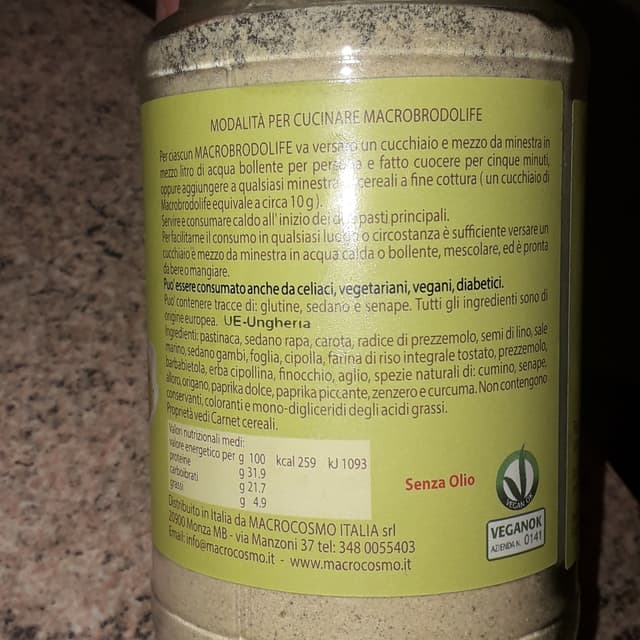 MODALITÀ PER CUCINARE MACROBRODOLIFE
Per ciascun MACROBRODOLIFE va versato un cucchiaio e mezzo da minestra in
mezzo litro di acqua bollente per persona e fatto cuocere per cinque minuti,
oppure aggiungere a qualsiasi minestra cereali a fine cottura ( un cucchiaio di
Macrobrodolife equivale a circa 10 g ).
Servire e consumare caldo all' inizio dei due pasti principali.
Per facilitarne il consumo in qualsiasi luogo o circostanza è sufficiente versare un
cucchiaio e mezzo da minestra in acqua calda o bollente, mescolare, ed è pronta
da bere o mangiare.
Puo' essere consumato anche da celiaci, vegetariani, vegani, diabetici.
Puo' contenere tracce di: glutine, sedano e senape. Tutti gli ingredienti sono di
origine europea. UE-Ungheria
Ingredienti: pastinaca, sedano rapa, carota, radice di prezzemolo, semi di lino, sale
marino, sedano gambi, foglia, cipolla, farina di riso integrale tostato, prezzemolo,
barbabietola, erba cipollina, finocchio, aglio, spezie naturali di: cumino, senape,
alloro, origano, paprika dolce, paprika piccante, zenzero e curcuma. Non contengono
conservanti, coloranti e mono-digliceridi degli acidi grassi.
Proprietà vedi Carnet cereali.
Valori nutrizionali medi:
valore energetico per g 100 kcal 259 kJ 1093
proteine g 31.9
carboibrati g 21.7
grassi g 4.9
Senza Olio
VEGAN OK
VEGANOK
AZIENDA N. 0141
Distribuito in Italia da MACROCOSMO ITALIA srl
20900 Monza MB - via Manzoni 37 tel: 348 0055403
Email: info@macrocosmo.it - www.macrocosmo.it